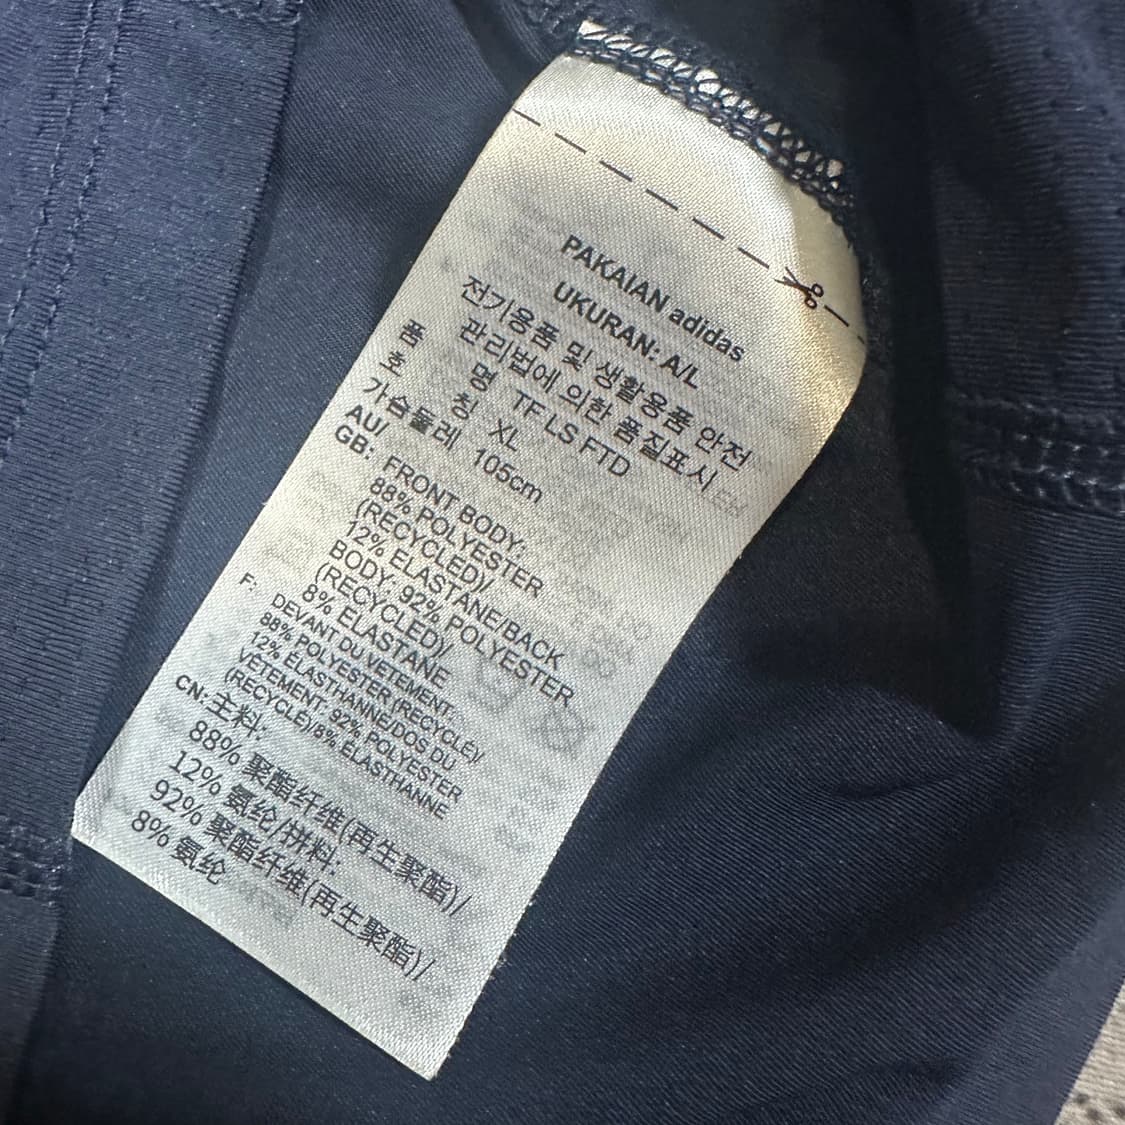 PAKAIAN adidas
UKURAN: A/L
전기용품 및 생활용품 안전
관리법에 의한 품질표시
품 명 TF LS FTD
호 칭 XL
가슴둘레 105cm
AU/
GB: FRONT BODY:
88% POLYESTER
(RECYCLED)/
12% ELASTANE/BACK
BODY: 92% POLYESTER
(RECYCLED)/
8% ELASTANE
F: DEVANT DU VETEMENT:
88% POLYESTER (RECYCLÉ)/
12% ÉLASTHANNE/DOS DU
VETEMENT: 92% POLYESTER
(RECYCLÉ)/8% ÉLASTHANNE
CN: 主料:
88% 聚酯纤维(再生聚酯)/
12% 氨纶/拼料:
92% 聚酯纤维(再生聚酯)/
8% 氨纶